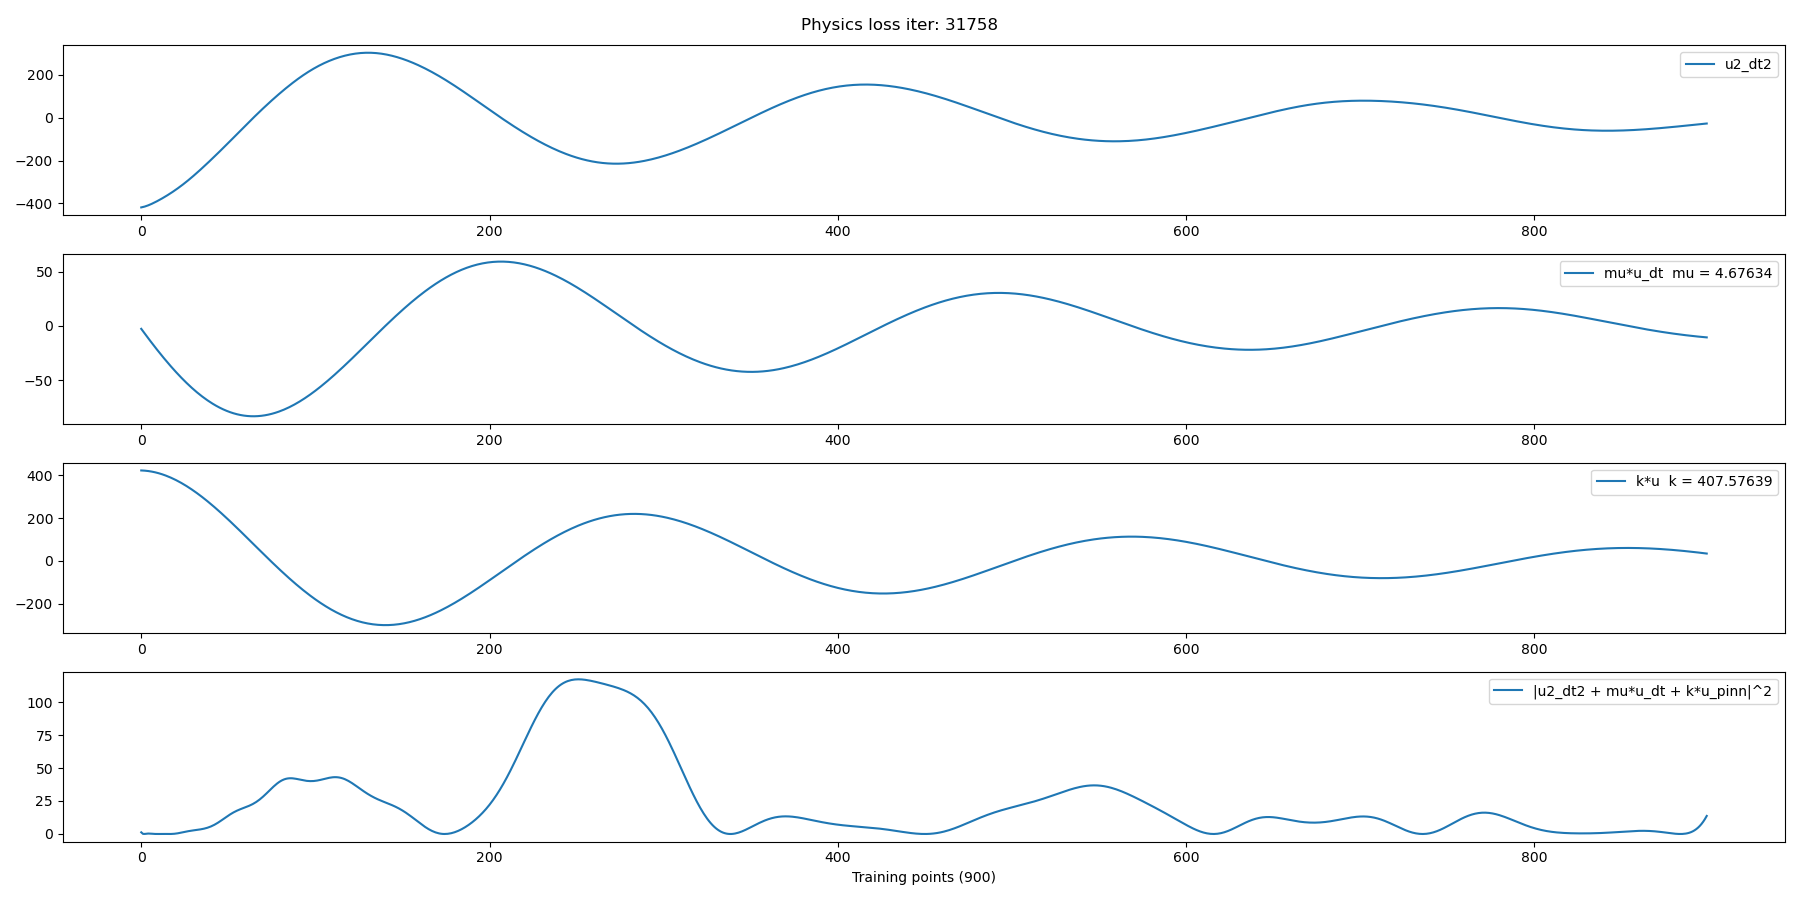 Physics loss iter: 31758
u2_dt2
200
0
−200
−400
0 200 400 600 800
mu*u_dt mu = 4.67634
50
0
−50
0 200 400 600 800
k*u k = 407.57639
400
200
0
−200
0 200 400 600 800
|u2_dt2 + mu*u_dt + k*u_pinn|^2
100
75
50
25
0
0 200 400 600 800
Training points (900)